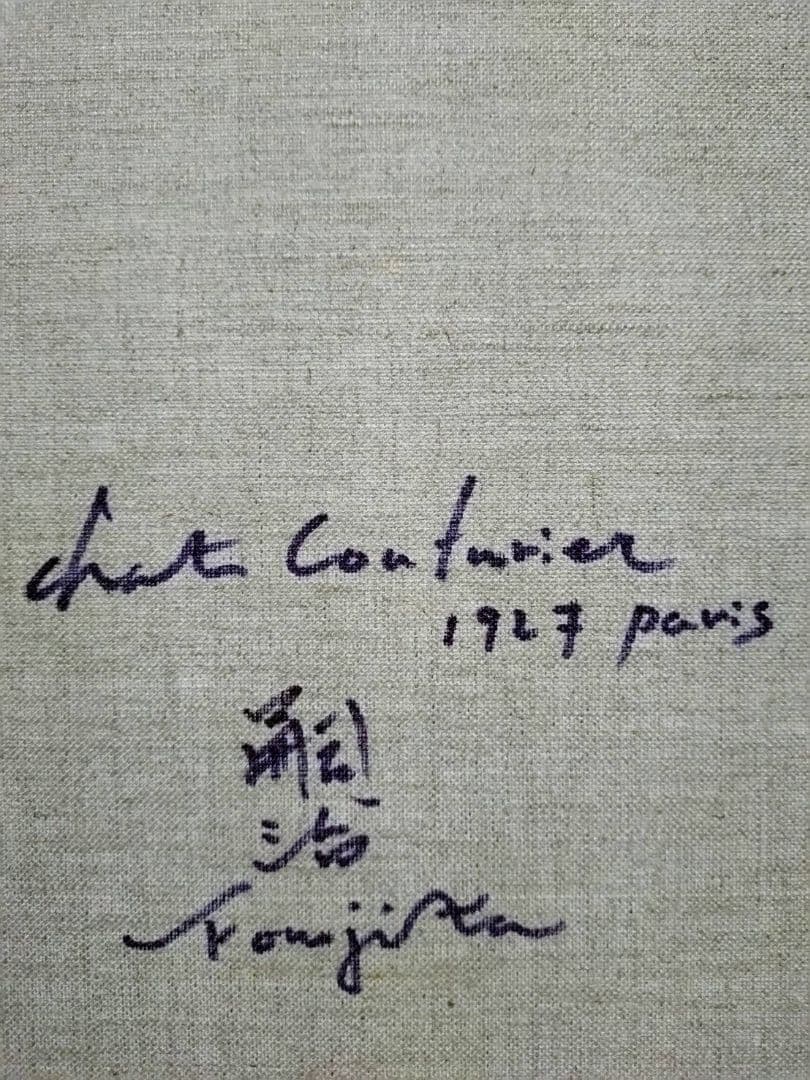 chat Couturier
1927 paris
嗣
治
Foujita